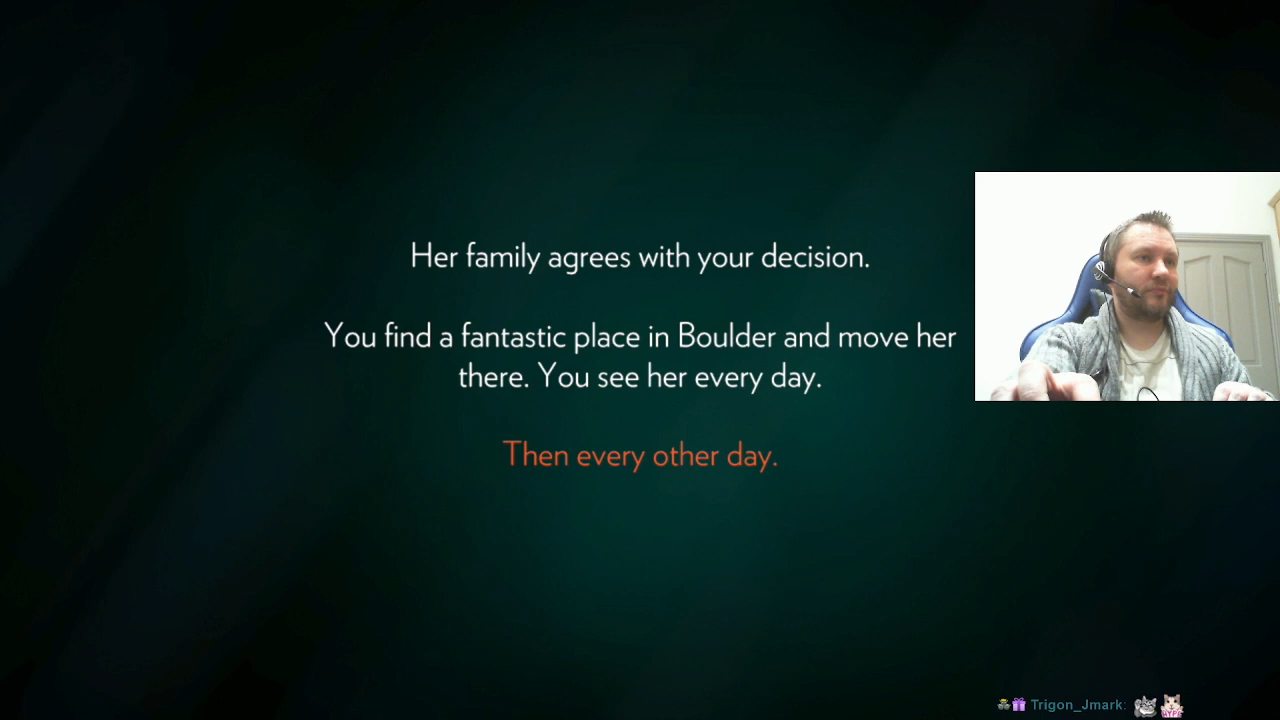 Her family agrees with your decision.
You find a fantastic place in Boulder and move her
there. You see her every day.
Then every other day.
Trigon_Jmark:
HYPE